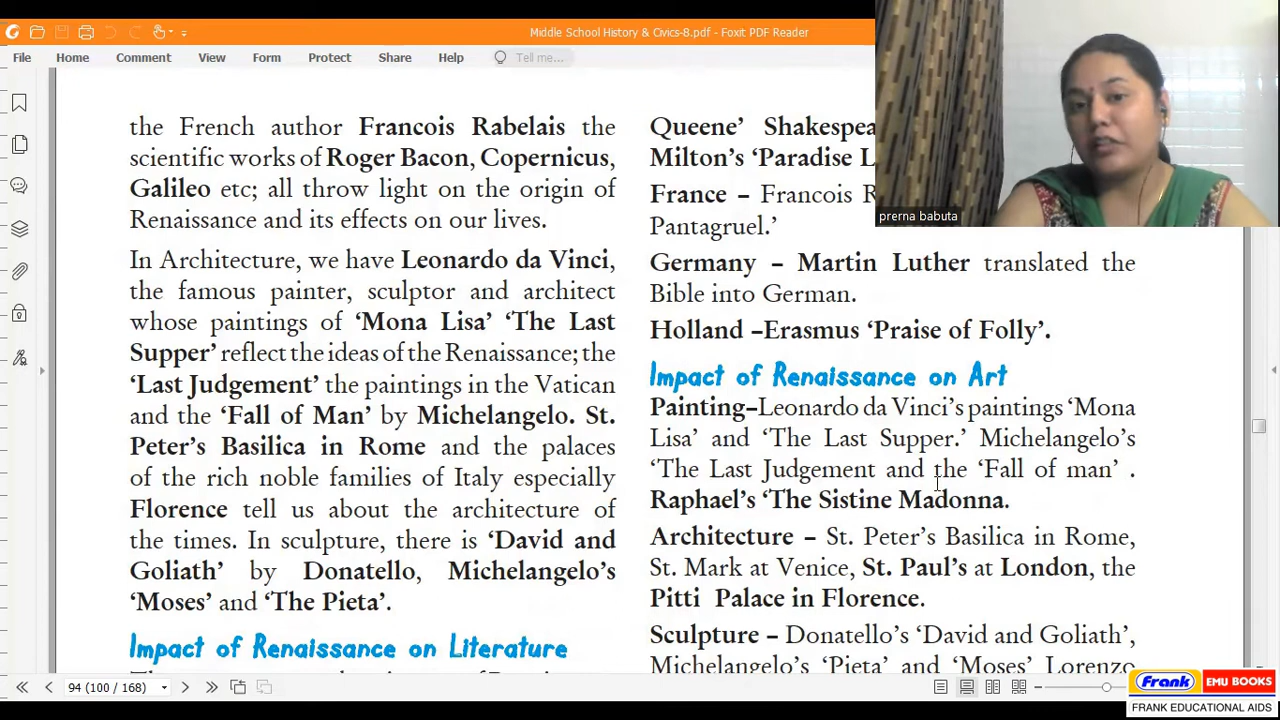 Middle School History & Civics-8.pdf - Foxit PDF Reader
File Home Comment View Form Protect Share Help Tell me...
the French author Francois Rabelais the
scientific works of Roger Bacon, Copernicus,
Galileo etc; all throw light on the origin of
Renaissance and its effects on our lives.
In Architecture, we have Leonardo da Vinci,
the famous painter, sculptor and architect
whose paintings of ‘Mona Lisa’ ‘The Last
Supper’ reflect the ideas of the Renaissance; the
‘Last Judgement’ the paintings in the Vatican
and the ‘Fall of Man’ by Michelangelo. St.
Peter’s Basilica in Rome and the palaces
of the rich noble families of Italy especially
Florence tell us about the architecture of
the times. In sculpture, there is ‘David and
Goliath’ by Donatello, Michelangelo’s
‘Moses’ and ‘The Pieta’.
Impact of Renaissance on Literature
Queene’ Shakespea
Milton’s ‘Paradise L
France – Francois R
Pantagruel.’
Germany – Martin Luther translated the
Bible into German.
Holland –Erasmus ‘Praise of Folly’.
Impact of Renaissance on Art
Painting–Leonardo da Vinci’s paintings ‘Mona
Lisa’ and ‘The Last Supper.’ Michelangelo’s
‘The Last Judgement and the ‘Fall of man’ .
Raphael’s ‘The Sistine Madonna.
Architecture – St. Peter’s Basilica in Rome,
St. Mark at Venice, St. Paul’s at London, the
Pitti Palace in Florence.
Sculpture – Donatello’s ‘David and Goliath’,
Michelangelo’s ‘Pieta’ and ‘Moses’ Lorenzo
prerna babuta
94 (100 / 168)
Frank EMU BOOKS
FRANK EDUCATIONAL AIDS